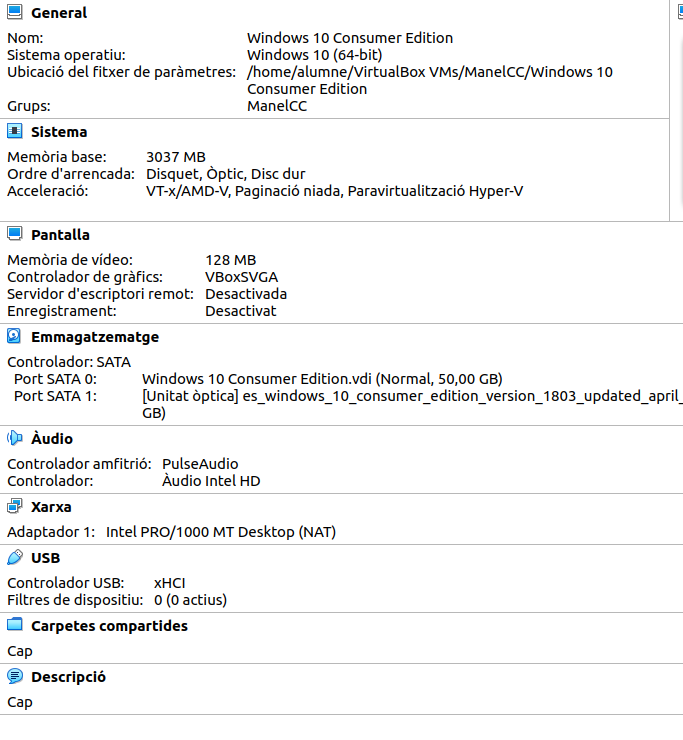 General
Nom: Windows 10 Consumer Edition
Sistema operatiu: Windows 10 (64-bit)
Ubicació del fitxer de paràmetres: /home/alumne/VirtualBox VMs/ManelCC/Windows 10
Consumer Edition
Grups: ManelCC
Sistema
Memòria base: 3037 MB
Ordre d'arrencada: Disquet, Òptic, Disc dur
Acceleració: VT-x/AMD-V, Paginació niada, Paravirtualització Hyper-V
Pantalla
Memòria de vídeo: 128 MB
Controlador de gràfics: VBoxSVGA
Servidor d'escriptori remot: Desactivada
Enregistrament: Desactivat
Emmagatzematge
Controlador: SATA
Port SATA 0: Windows 10 Consumer Edition.vdi (Normal, 50,00 GB)
Port SATA 1: [Unitat òptica] es_windows_10_consumer_edition_version_1803_updated_april_
GB)
Àudio
Controlador amfitrió: PulseAudio
Controlador: Àudio Intel HD
Xarxa
Adaptador 1: Intel PRO/1000 MT Desktop (NAT)
USB
Controlador USB: xHCI
Filtres de dispositiu: 0 (0 actius)
Carpetes compartides
Cap
Descripció
Cap